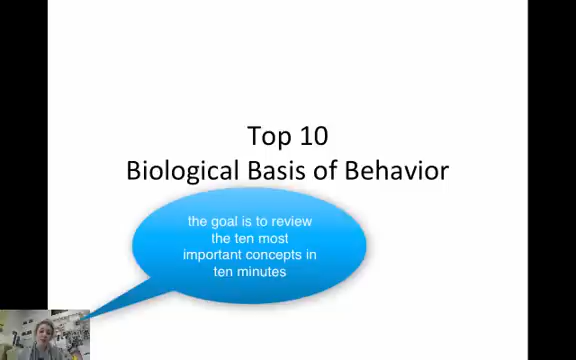 Top 10
Biological Basis of Behavior
the goal is to review
the ten most
important concepts in
ten minutes